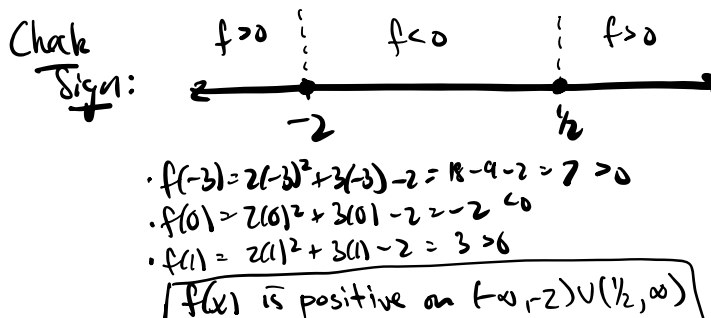 Check f>0 f<0 f>0
Sign:
-2 1/2
· f(-3) = 2(-3)² + 3(-3) - 2 = 18 - 9 - 2 = 7 >0
· f(0) = 2(0)² + 3(0) - 2 = -2 <0
· f(1) = 2(1)² + 3(1) - 2 = 3 >0
f(x) is positive on (-∞, -2) ∪ (1/2, ∞)